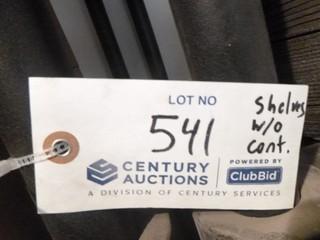 LOT NO
541
Shelves
w/o
cont.
CENTURY
AUCTIONS
POWERED BY
ClubBid
A DIVISION OF CENTURY SERVICES